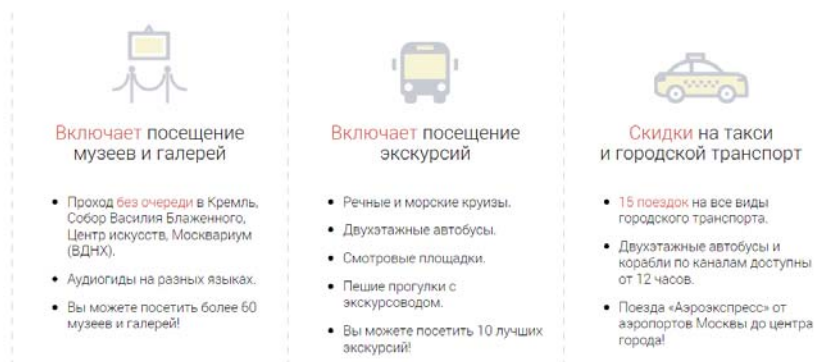 Включает посещение
музеев и галерей
Проход без очереди в Кремль,
Собор Василия Блаженного,
Центр искусств, Москвариум
(ВДНХ).
Аудиогиды на разных языках.
Вы можете посетить более 60
музеев и галерей!
Включает посещение
экскурсий
Речные и морские круизы.
Двухэтажные автобусы.
Смотровые площадки.
Пешие прогулки с
экскурсоводом.
Вы можете посетить 10 лучших
экскурсий!
Скидки на такси
и городской транспорт
15 поездок на все виды
городского транспорта.
Двухэтажные автобусы и
корабли по каналам доступны
от 12 часов.
Поезда «Аэроэкспресс» от
аэропортов Москвы до центра
города!